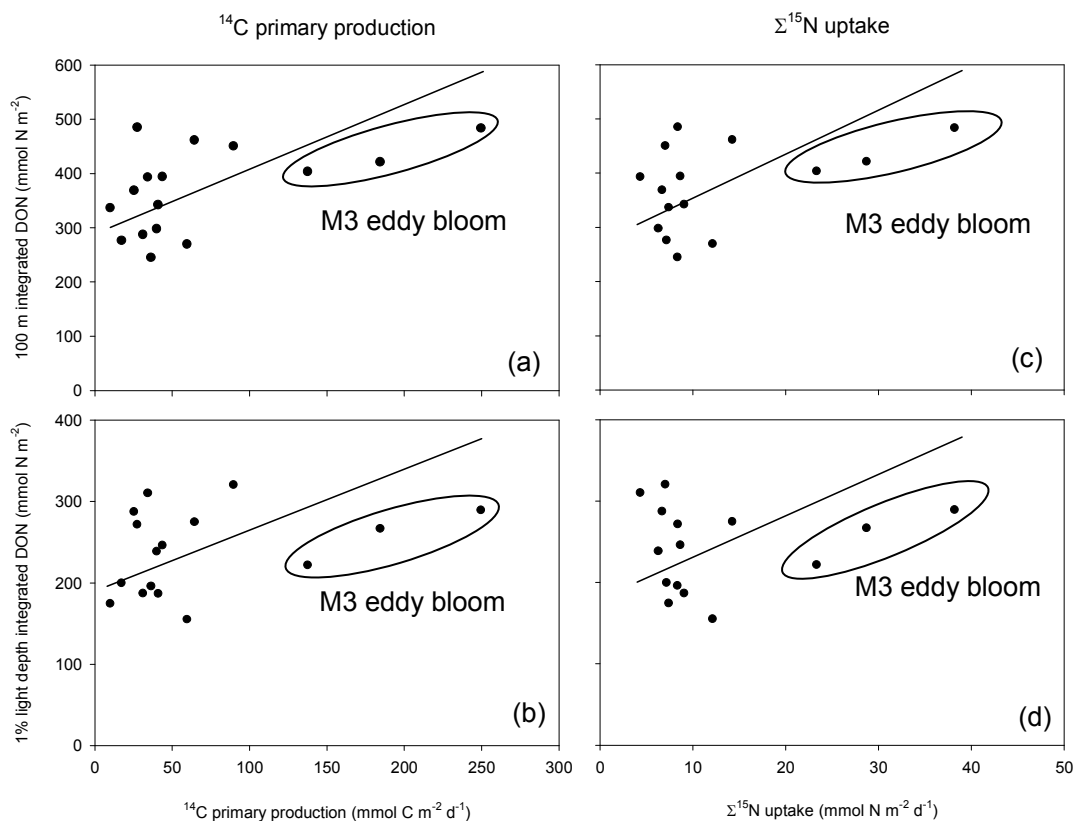 ¹⁴C primary production
Σ¹⁵N uptake
100 m integrated DON (mmol N m⁻²)
600
500
400
300
200
100
0
M3 eddy bloom
(a)
M3 eddy bloom
(c)
1% light depth integrated DON (mmol N m⁻²)
400
300
200
100
0
M3 eddy bloom
(b)
M3 eddy bloom
(d)
0 50 100 150 200 250 300
0 10 20 30 40 50
¹⁴C primary production (mmol C m⁻² d⁻¹)
Σ¹⁵N uptake (mmol N m⁻² d⁻¹)